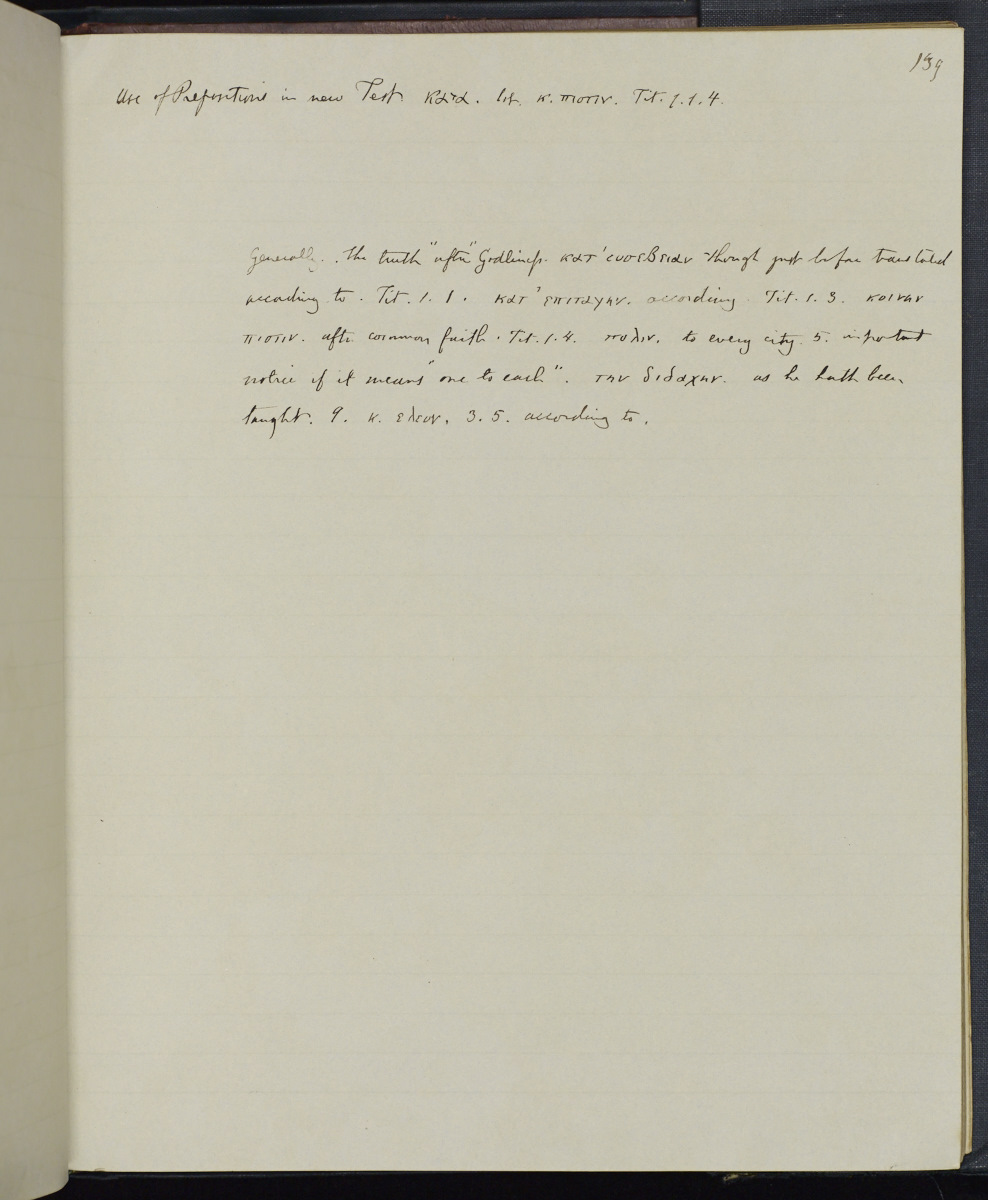 139
Use of Prepositions in new Test. κατα. lit. κ. πιστιν. Tit. 1.1.4.
Generally. . the truth "after" Godliness. κατ' ευσεβειαν though just before translated
according to. Tit. 1. 1. κατ' επιταγην. according. Tit. 1. 3. κοινην
πιστιν. after common faith. Tit. 1.4. πολιν. to every city. 5. important
notice if it means "one to each". την διδαχην. as he hath been
taught. 9. κ. ελεον. 3. 5. according to.